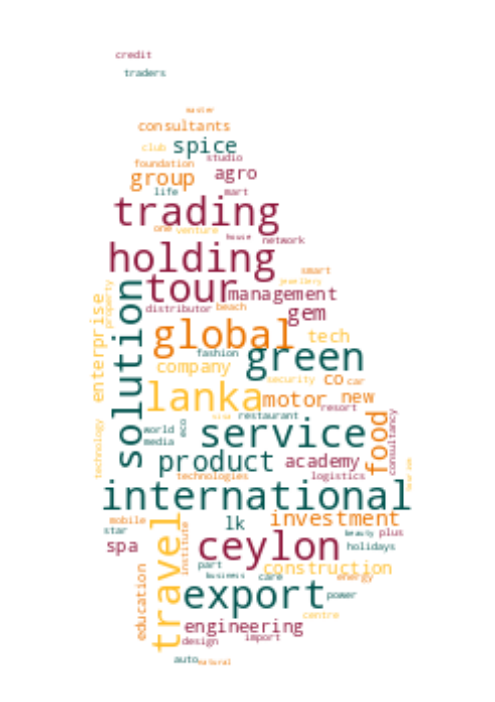 credit
traders
xavier
consultants
club spice
foundation studio
group agro
life mart
trading
one venture
house network
holding
smart
tour
jewellery
property
management
distributor beach
gem
enterprise
solution
global
tech
fashion
green
company
security co car
lanka
motor new
resort
visa restaurant
food
consultancy
world
eco
service
media
technology
product
academy
technologies logistics
international
mobile
lk
investment
star
institute
beauty plus
spa
ceylon
holidays
travel
part
construction
business care energy
education
export
power
centre
engineering
design import
auto natural